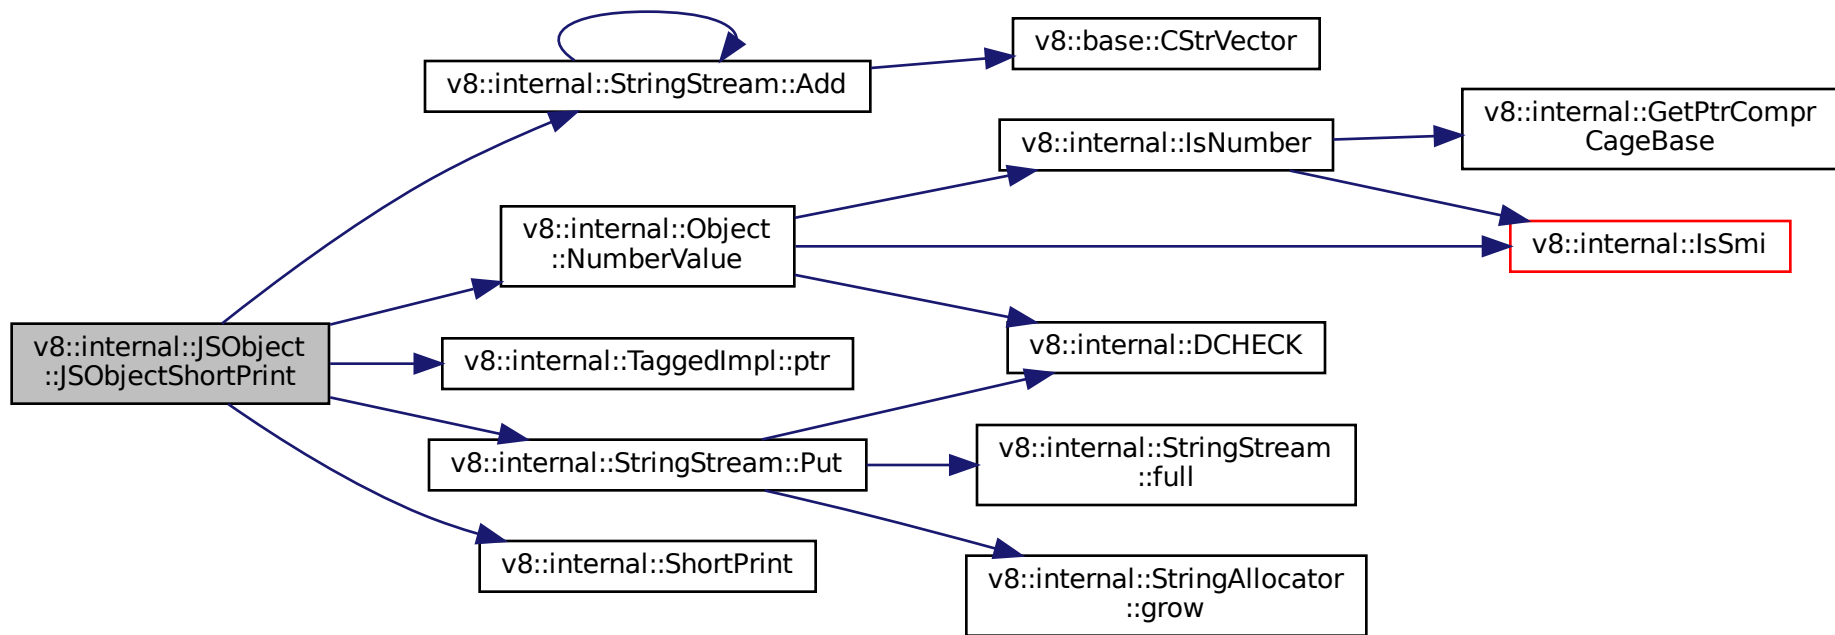 v8::base::CStrVector
v8::internal::StringStream::Add
v8::internal::GetPtrCompr
CageBase
v8::internal::IsNumber
v8::internal::Object
::NumberValue
v8::internal::IsSmi
v8::internal::JSObject
::JSObjectShortPrint
v8::internal::TaggedImpl::ptr
v8::internal::DCHECK
v8::internal::StringStream::Put
v8::internal::StringStream
::full
v8::internal::ShortPrint
v8::internal::StringAllocator
::grow